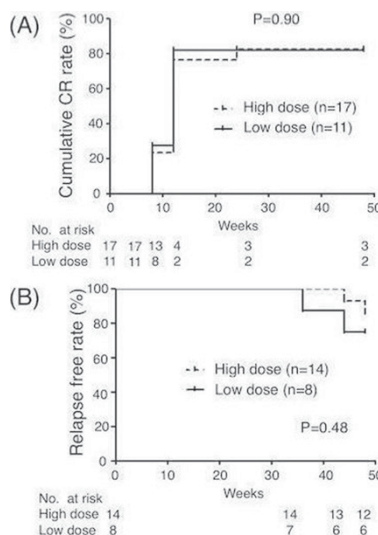 (A)
P=0.90
Cumulative CR rate (%)
100
80
60
40
20
0
High dose (n=17)
Low dose (n=11)
0 10 20 30 40 50
Weeks
No. at risk
High dose 17 17 13 4 3 3
Low dose 11 11 8 2 2 2
(B)
Relapse free rate (%)
100
80
60
40
20
0
High dose (n=14)
Low dose (n=8)
P=0.48
0 10 20 30 40 50
Weeks
No. at risk
High dose 14 14 13 12
Low dose 8 7 6 6